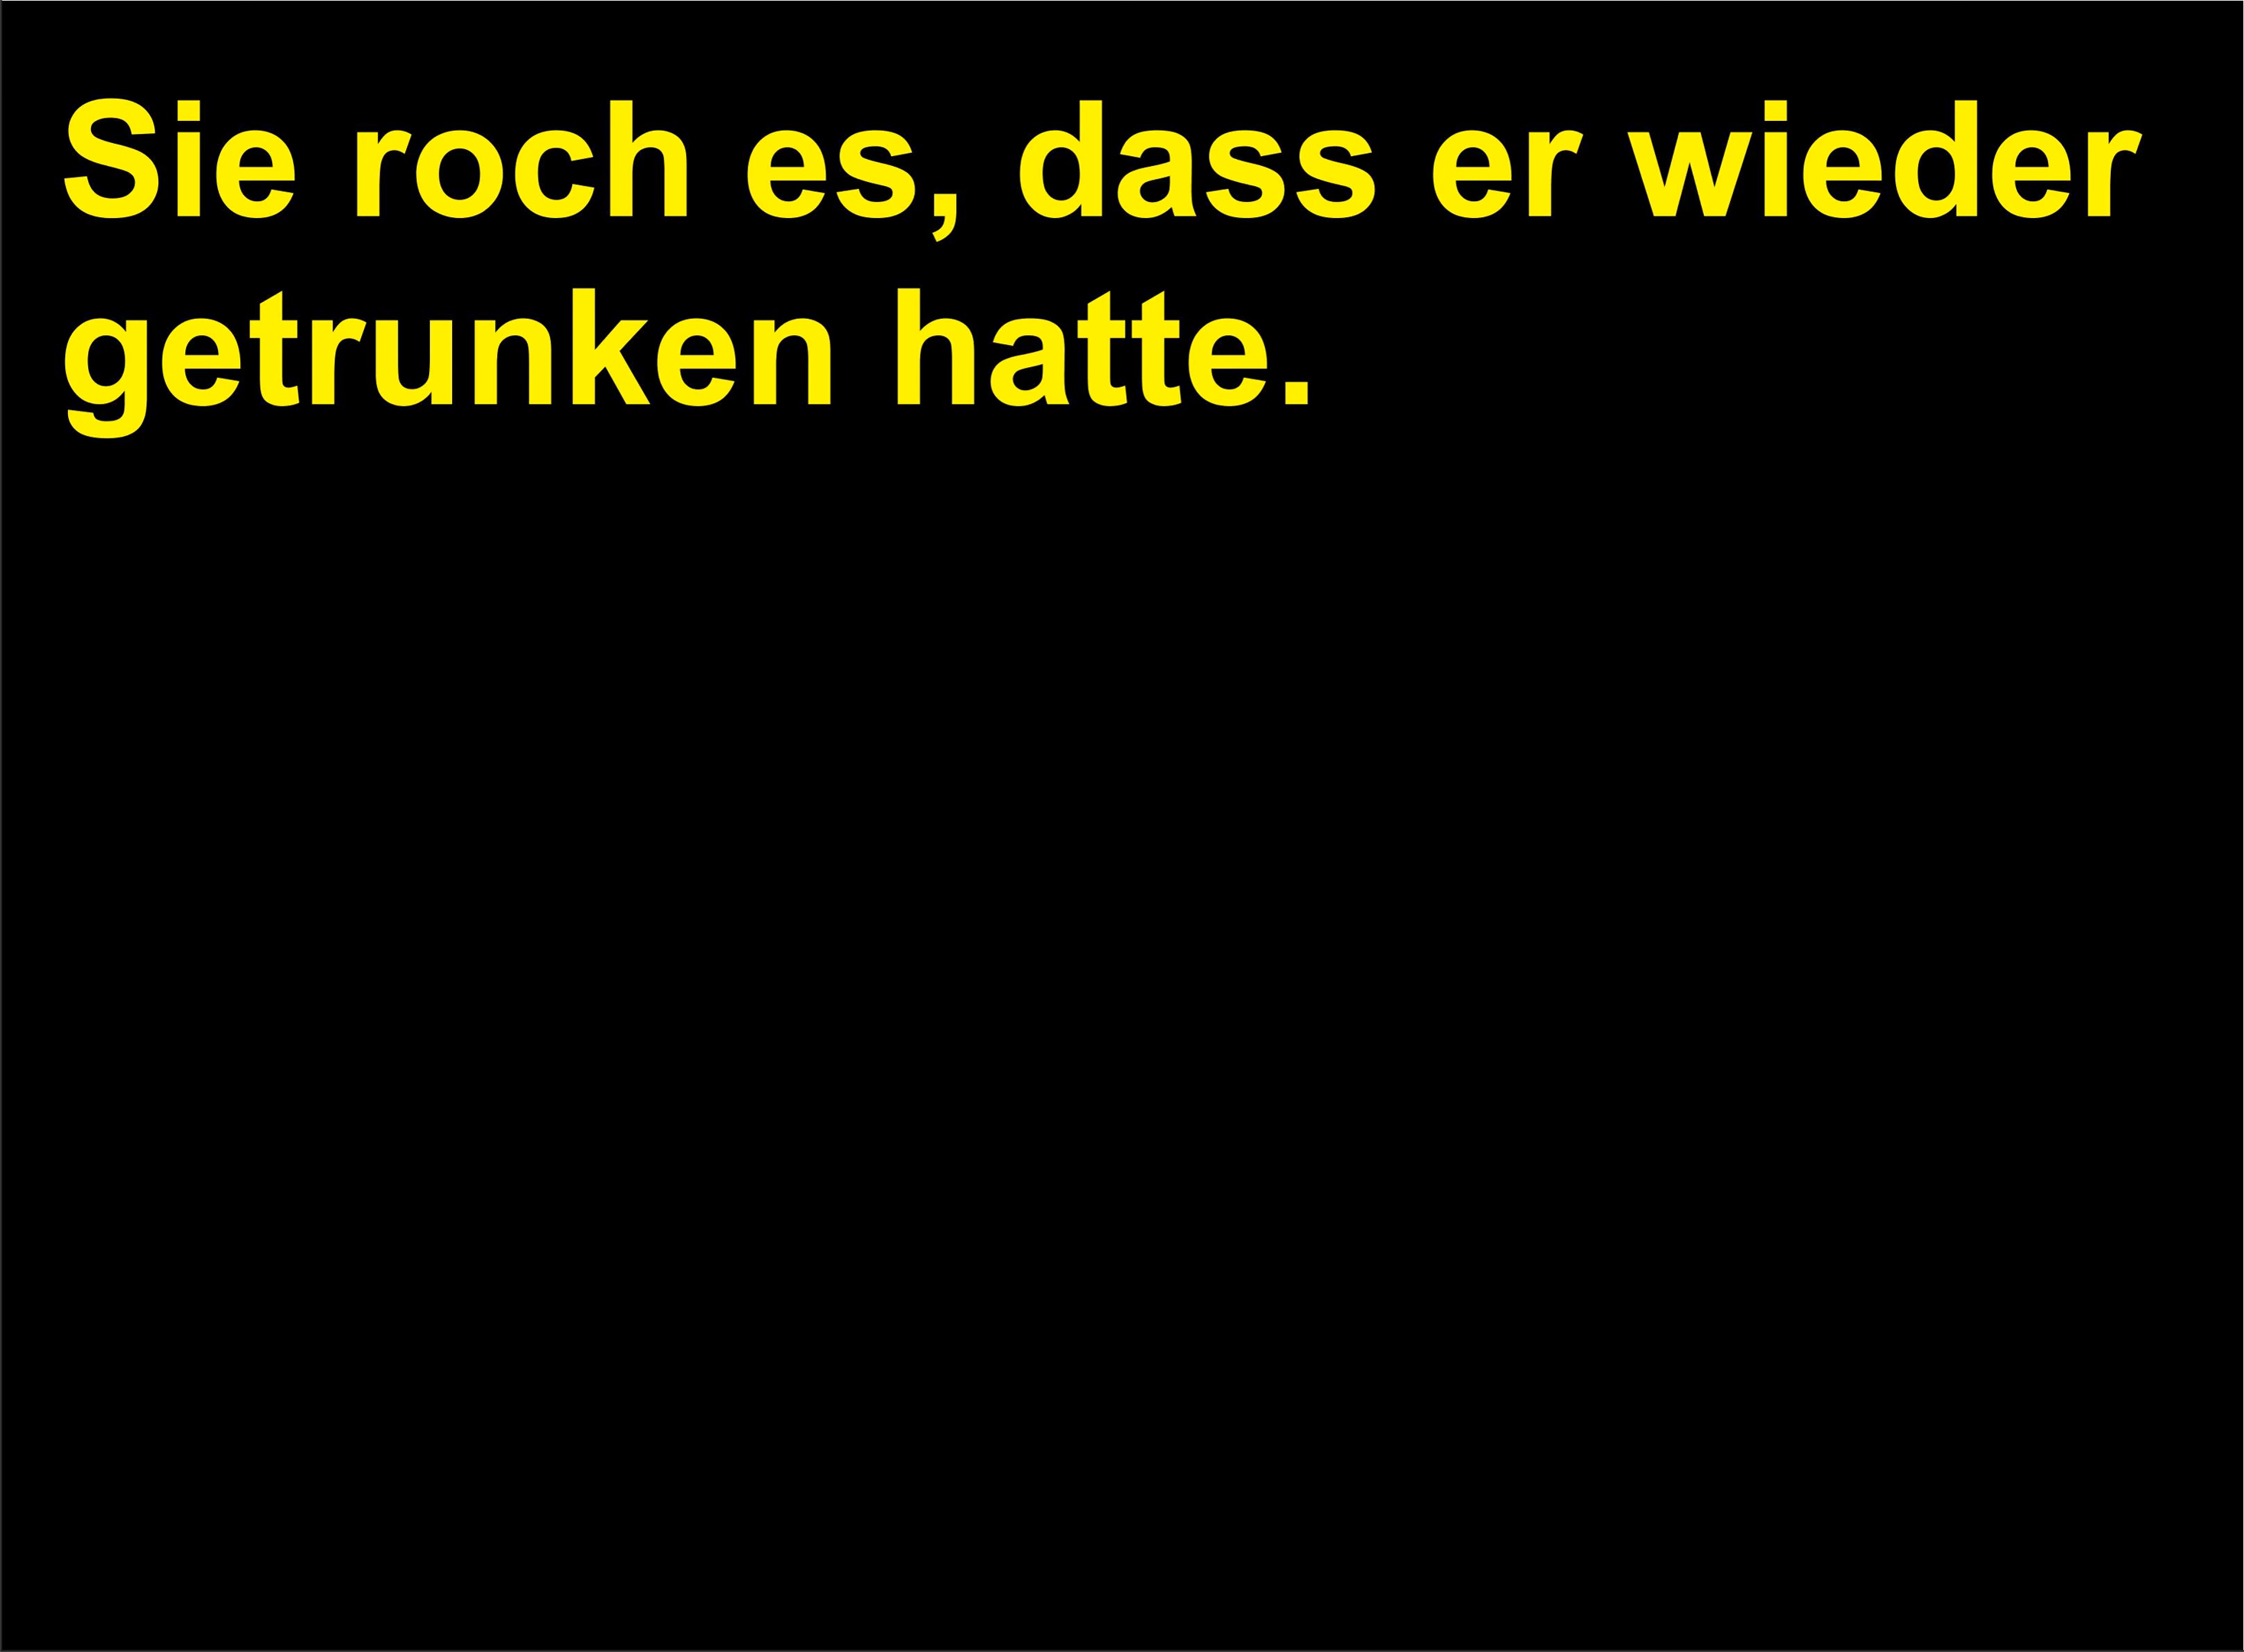 Sie roch es, dass er wieder
getrunken hatte.